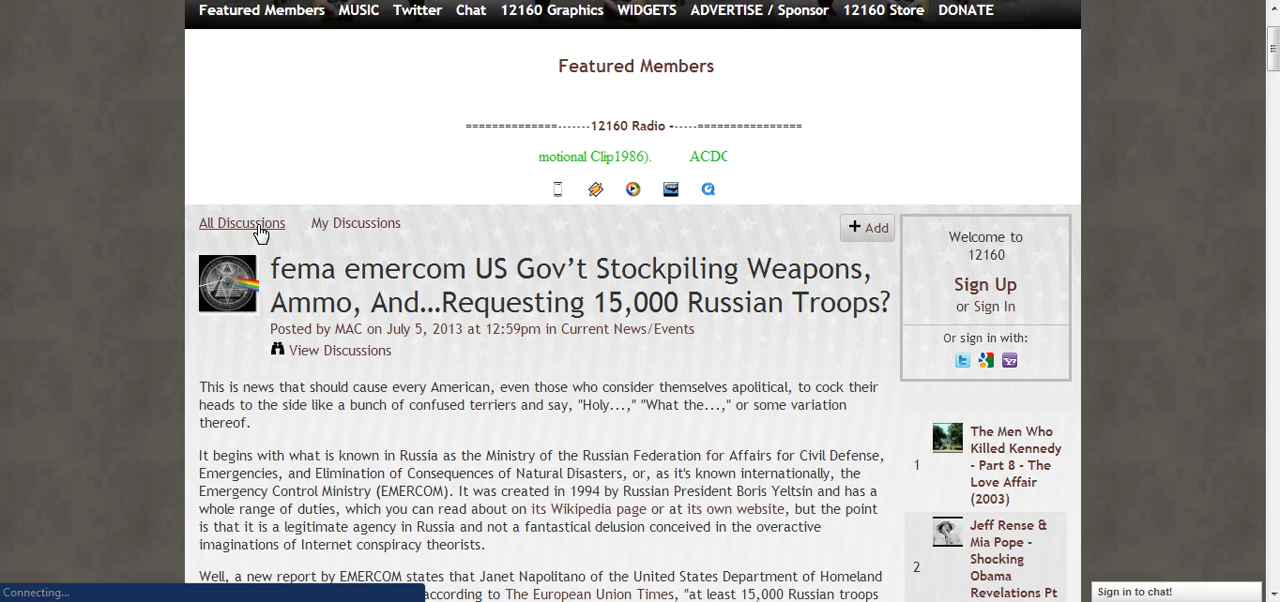 Featured Members MUSIC Twitter Chat 12160 Graphics WIDGETS ADVERTISE / Sponsor 12160 Store DONATE
Featured Members
==============-------12160 Radio ------================
motional Clip1986). ACDC
All Discussions My Discussions
+ Add
fema emercom US Gov’t Stockpiling Weapons,
Ammo, And…Requesting 15,000 Russian Troops?
Posted by MAC on July 5, 2013 at 12:59pm in Current News/Events
View Discussions
This is news that should cause every American, even those who consider themselves apolitical, to cock their
heads to the side like a bunch of confused terriers and say, "Holy...," "What the...," or some variation
thereof.
It begins with what is known in Russia as the Ministry of the Russian Federation for Affairs for Civil Defense,
Emergencies, and Elimination of Consequences of Natural Disasters, or, as it's known internationally, the
Emergency Control Ministry (EMERCOM). It was created in 1994 by Russian President Boris Yeltsin and has a
whole range of duties, which you can read about on its Wikipedia page or at its own website, but the point
is that it is a legitimate agency in Russia and not a fantastical delusion conceived in the overactive
imaginations of Internet conspiracy theorists.
Well, a new report by EMERCOM states that Janet Napolitano of the United States Department of Homeland
according to The European Union Times, "at least 15,000 Russian troops
Welcome to
12160
Sign Up
or Sign In
Or sign in with:
1
The Men Who
Killed Kennedy
- Part 8 - The
Love Affair
(2003)
2
Jeff Rense &
Mia Pope -
Shocking
Obama
Revelations Pt
Connecting...
Sign in to chat!